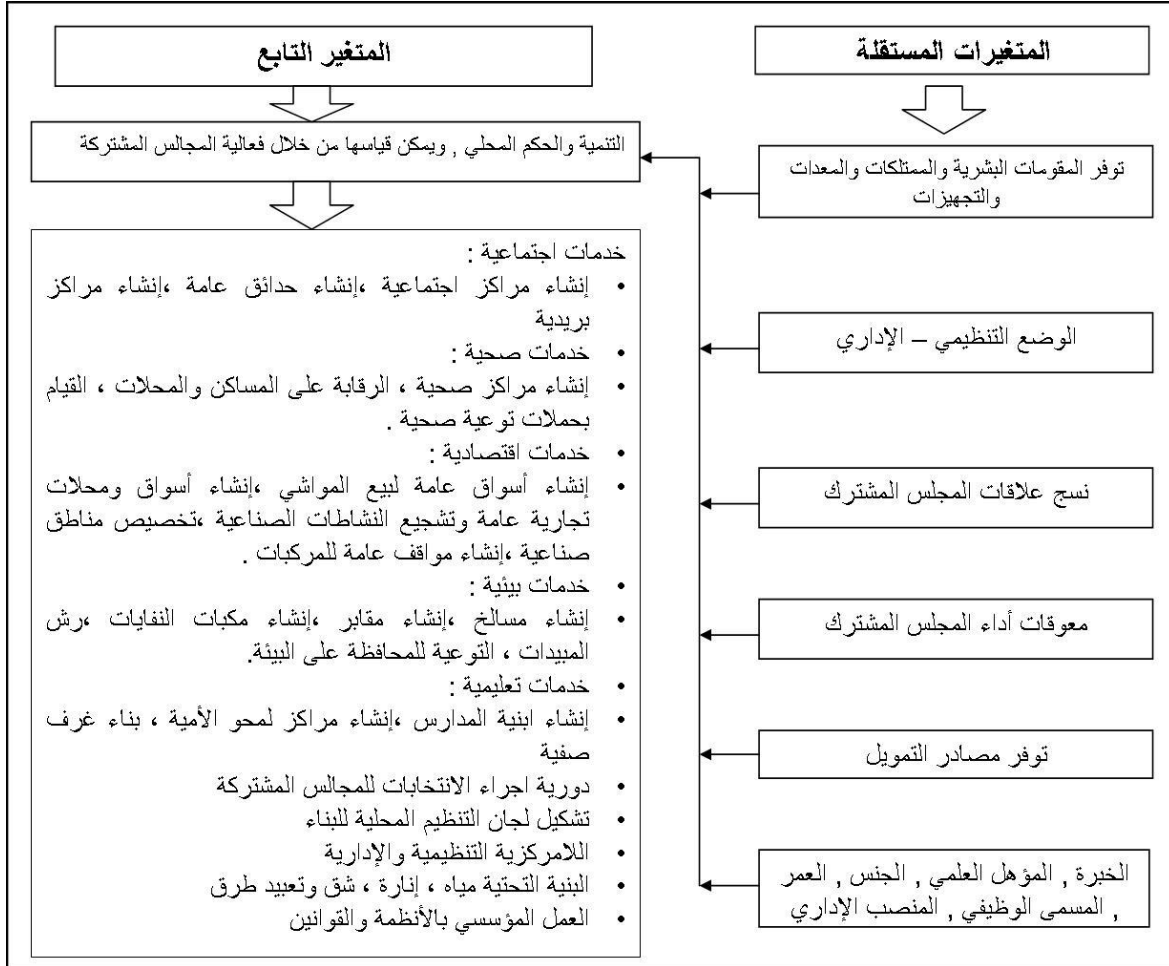 المتغيرات المستقلة
المتغير التابع
توفر المقومات البشرية والممتلكات والمعدات
والتجهيزات
الوضع التنظيمي – الإداري
نسج علاقات المجلس المشترك
معوقات أداء المجلس المشترك
توفر مصادر التمويل
الخبرة , المؤهل العلمي , الجنس , العمر
, المسمى الوظيفي , المنصب الإداري
التنمية والحكم المحلي , ويمكن قياسها من خلال فعالية المجالس المشتركة
خدمات اجتماعية :
• إنشاء مراكز اجتماعية ،إنشاء حدائق عامة ،إنشاء مراكز
بريدية
• خدمات صحية :
• إنشاء مراكز صحية ، الرقابة على المساكن والمحلات ، القيام
بحملات توعية صحية .
• خدمات اقتصادية :
• إنشاء أسواق عامة لبيع المواشي ،إنشاء أسواق ومحلات
تجارية عامة وتشجيع النشاطات الصناعية ،تخصيص مناطق
صناعية ،إنشاء مواقف عامة للمركبات .
• خدمات بيئية :
• إنشاء مسالخ ،إنشاء مقابر ،إنشاء مكبات النفايات ،رش
المبيدات ، التوعية للمحافظة على البيئة.
• خدمات تعليمية :
• إنشاء ابنية المدارس ،إنشاء مراكز لمحو الأمية ، بناء غرف
صفية
• دورية اجراء الانتخابات للمجالس المشتركة
• تشكيل لجان التنظيم المحلية للبناء
• اللامركزية التنظيمية والإدارية
• البنية التحتية مياه ، إنارة ، شق وتعبيد طرق
• العمل المؤسسي بالأنظمة والقوانين